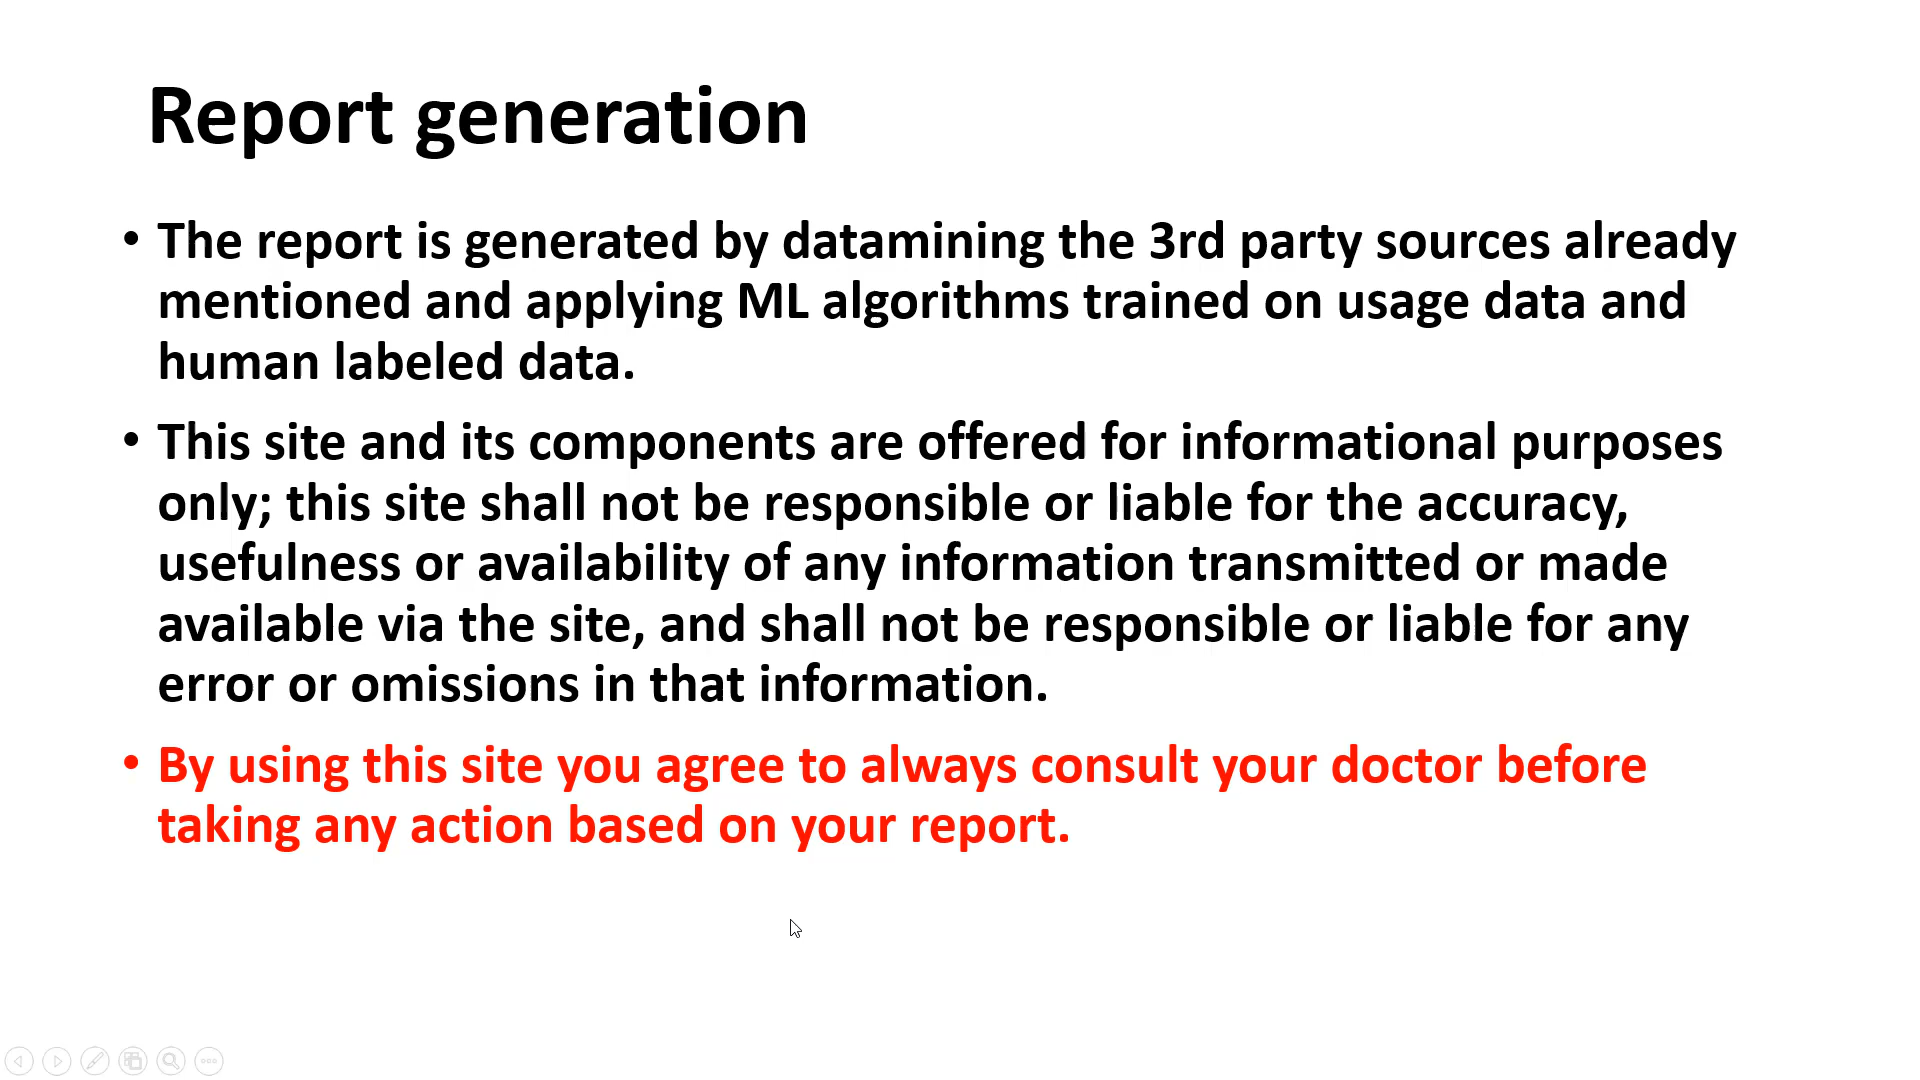 Report generation
• The report is generated by datamining the 3rd party sources already
mentioned and applying ML algorithms trained on usage data and
human labeled data.
• This site and its components are offered for informational purposes
only; this site shall not be responsible or liable for the accuracy,
usefulness or availability of any information transmitted or made
available via the site, and shall not be responsible or liable for any
error or omissions in that information.
• By using this site you agree to always consult your doctor before
taking any action based on your report.